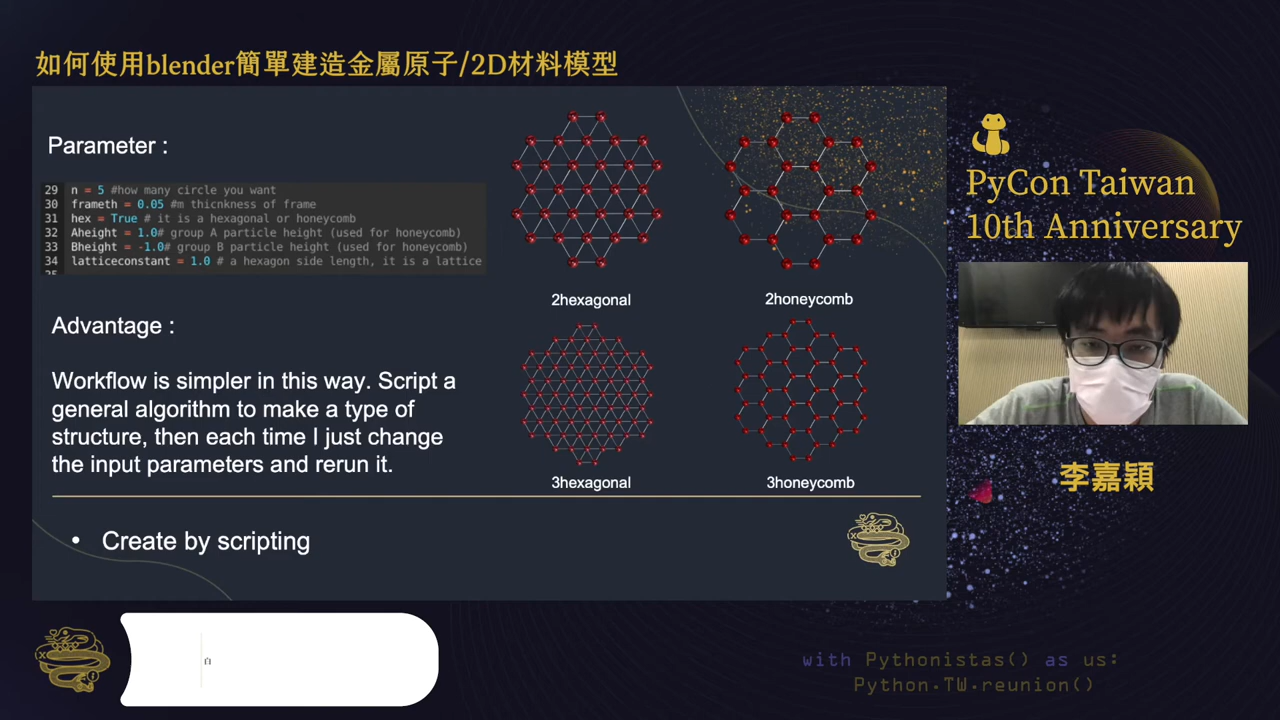 如何使用blender簡單建造金屬原子/2D材料模型
Parameter :
29 n = 5 #how many circle you want
30 frameth = 0.05 #m thicnkness of frame
31 hex = True # it is a hexagonal or honeycomb
32 Aheight = 1.0# group A particle height (used for honeycomb)
33 Bheight = -1.0# group B particle height (used for honeycomb)
34 latticeconstant = 1.0 # a hexagon side length, it is a lattice
2hexagonal
2honeycomb
Advantage :
Workflow is simpler in this way. Script a
general algorithm to make a type of
structure, then each time I just change
the input parameters and rerun it.
3hexagonal
3honeycomb
• Create by scripting
PyCon Taiwan
10th Anniversary
李嘉穎
with Pythonistas() as us:
Python.TW.reunion()